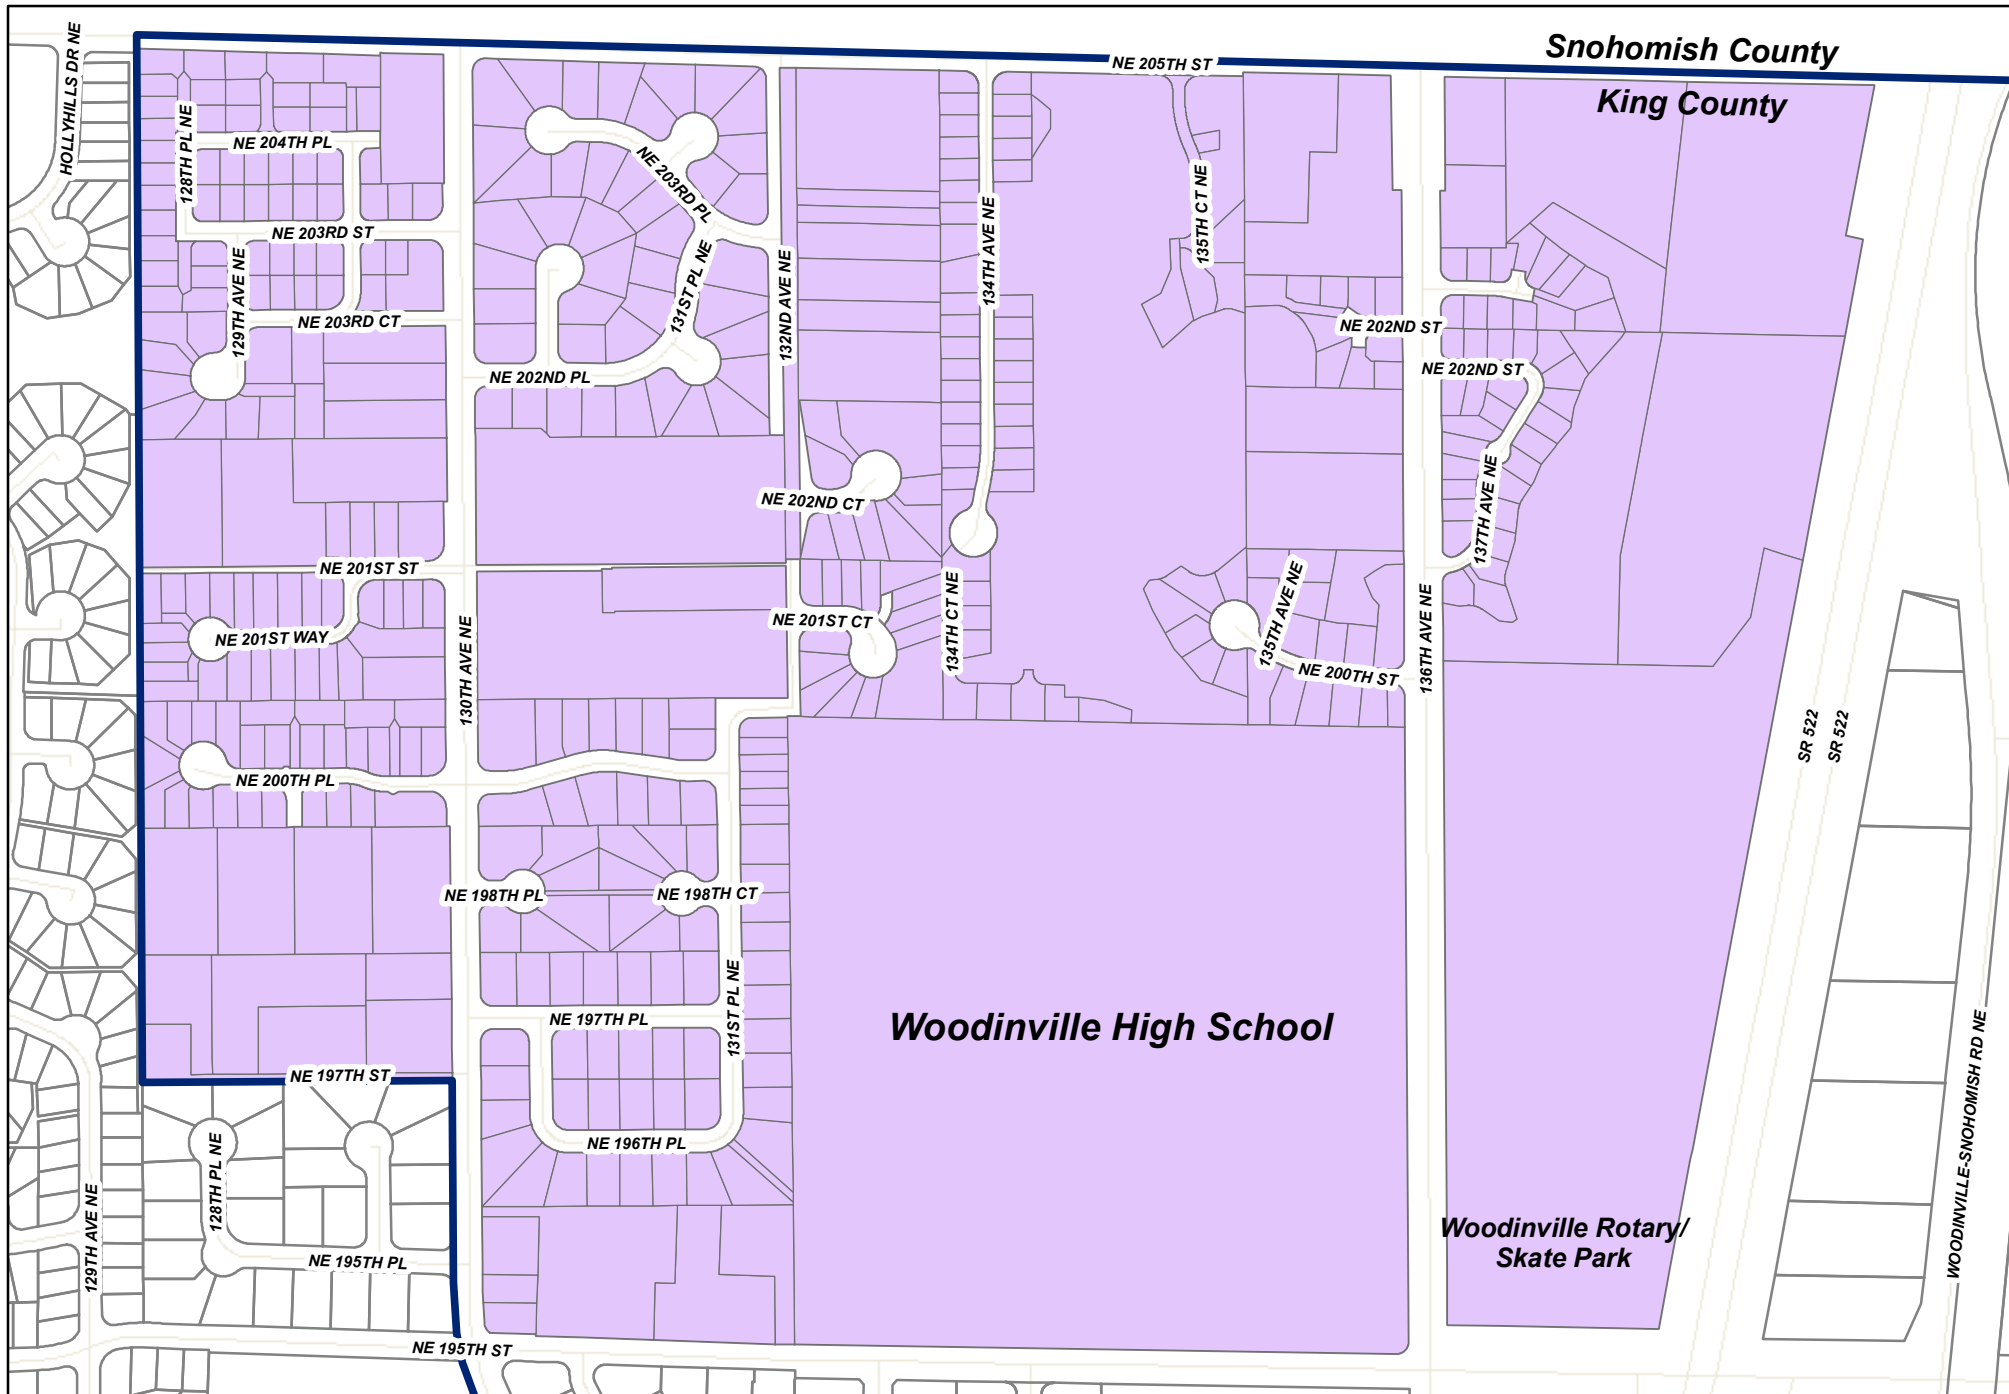 Snohomish County
King County
HOLLYHILLS DR NE
NE 205TH ST
128TH PL NE
NE 204TH PL
NE 203RD PL
NE 203RD ST
129TH AVE NE
NE 203RD CT
131ST PL NE
132ND AVE NE
134TH AVE NE
135TH CT NE
NE 202ND ST
NE 202ND ST
NE 202ND PL
NE 202ND CT
137TH AVE NE
NE 201ST ST
NE 201ST WAY
NE 201ST CT
134TH CT NE
135TH AVE NE
136TH AVE NE
130TH AVE NE
NE 200TH ST
SR 522
SR 522
NE 200TH PL
NE 198TH PL
NE 198TH CT
131ST PL NE
NE 197TH PL
Woodinville High School
NE 197TH ST
128TH PL NE
129TH AVE NE
NE 196TH PL
WOODINVILLE-SNOHOMISH RD NE
Woodinville Rotary/
Skate Park
NE 195TH PL
NE 195TH ST